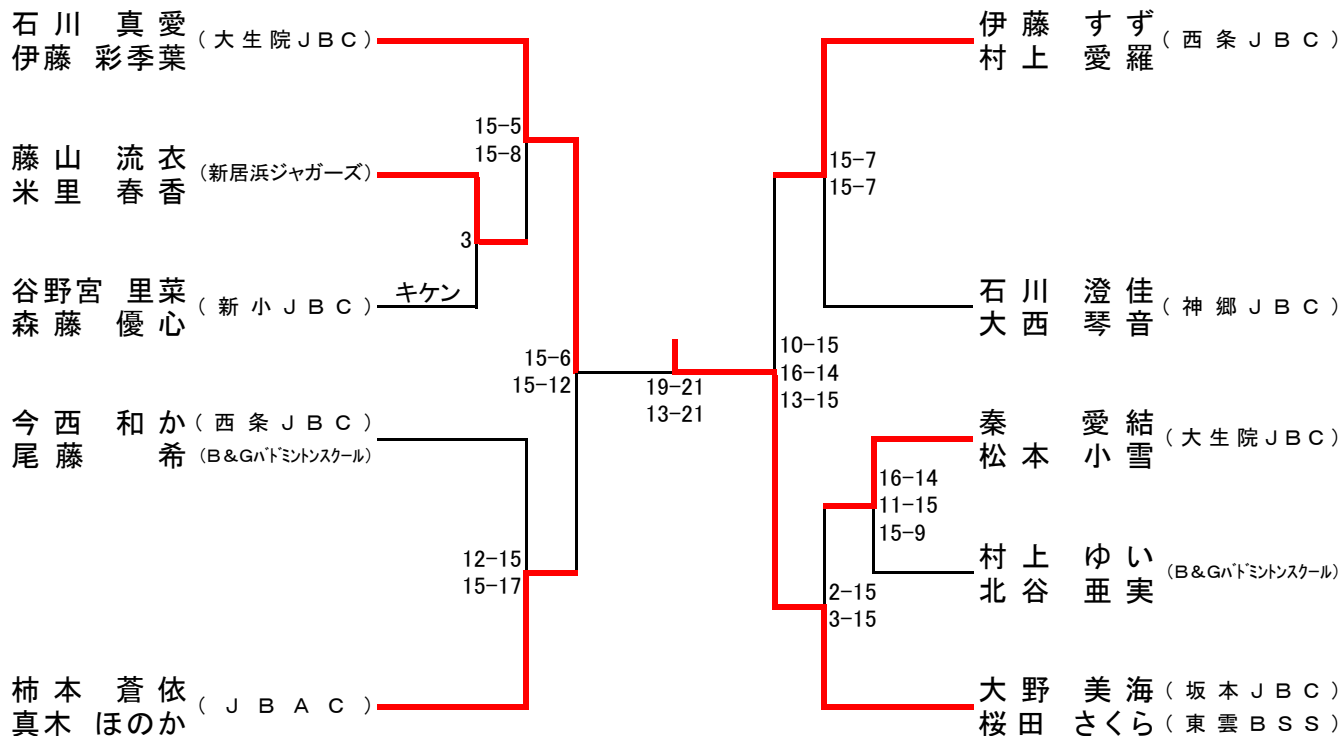 石川 真愛
伊藤 彩季葉
(大生院JBC)
藤山 流衣
米里 春香
(新居浜ジャガーズ)
谷野宮 里菜
森藤 優心
(新小JBC)
キケン
今西 和か (西条JBC)
尾藤 希 (B&Gバドミントンスクール)
柿本 蒼依
真木 ほのか
(JBAC)
15-5
15-8
3
15-6
15-12
12-15
15-17
19-21
13-21
10-15
16-14
13-15
15-7
15-7
16-14
11-15
15-9
2-15
3-15
伊藤 すず
村上 愛羅
(西条JBC)
石川 澄佳
大西 琴音
(神郷JBC)
秦 愛結
松本 小雪
(大生院JBC)
村上 ゆい
北谷 亜実
(B&Gバドミントンスクール)
大野 美海 (坂本JBC)
桜田 さくら (東雲BSS)